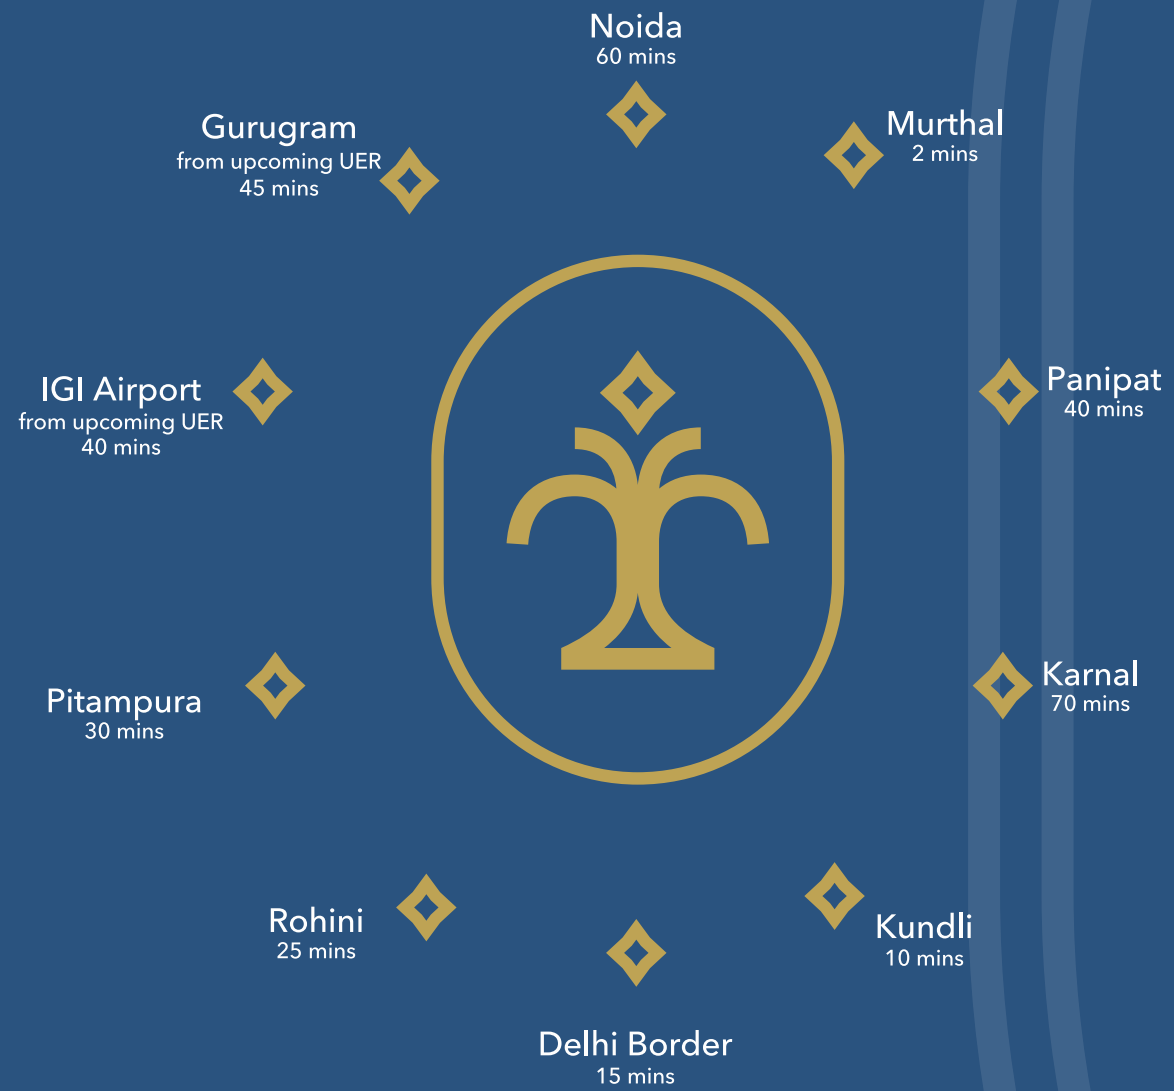 Noida
60 mins
Murthal
2 mins
Gurugram
from upcoming UER
45 mins
IGI Airport
from upcoming UER
40 mins
Panipat
40 mins
Pitampura
30 mins
Karnal
70 mins
Rohini
25 mins
Kundli
10 mins
Delhi Border
15 mins